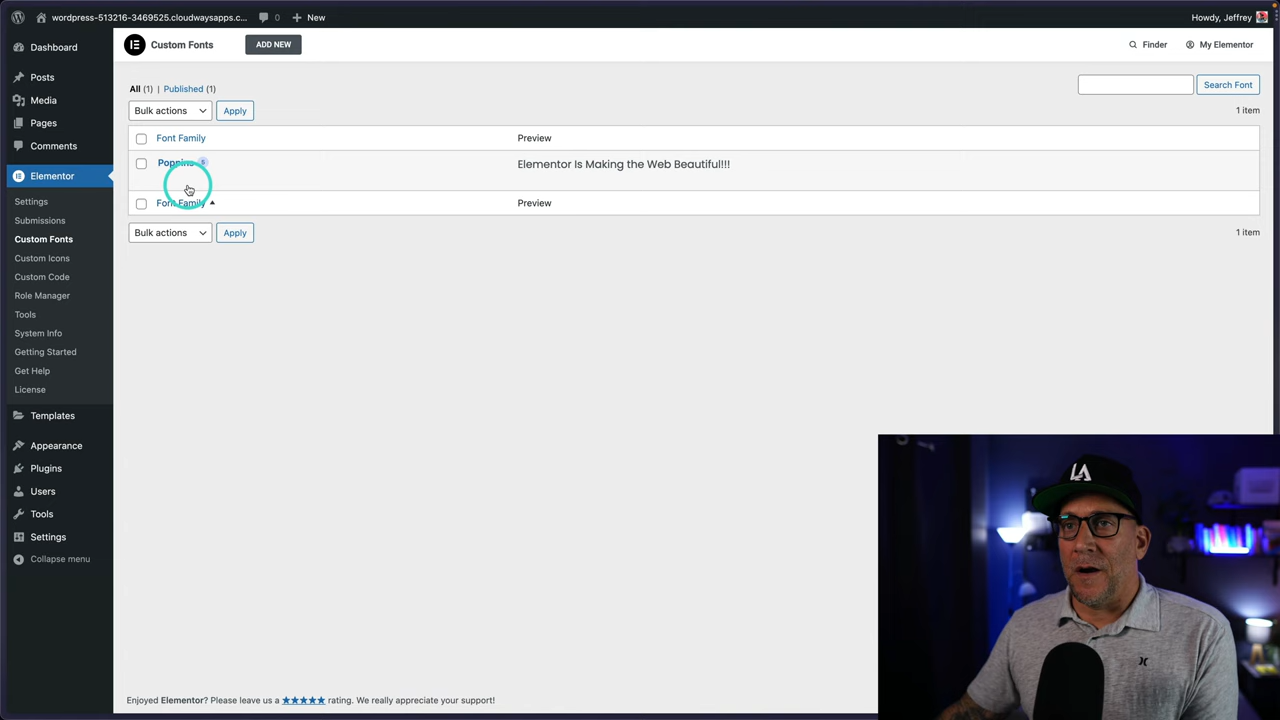 wordpress-513216-3469525.cloudwaysapps.c... 0 New Howdy, Jeffrey
Dashboard
Posts
Media
Pages
Comments
Elementor
Settings
Submissions
Custom Fonts
Custom Icons
Custom Code
Role Manager
Tools
System Info
Getting Started
Get Help
License
Templates
Appearance
Plugins
Users
Tools
Settings
Collapse menu
Custom Fonts ADD NEW Finder My Elementor
All (1) | Published (1) Search Font
Bulk actions Apply 1 item
Font Family Preview
Poppins 5 Elementor Is Making the Web Beautiful!!!
Font Family Preview
Bulk actions Apply 1 item
LA
Enjoyed Elementor? Please leave us a ★★★★★ rating. We really appreciate your support!